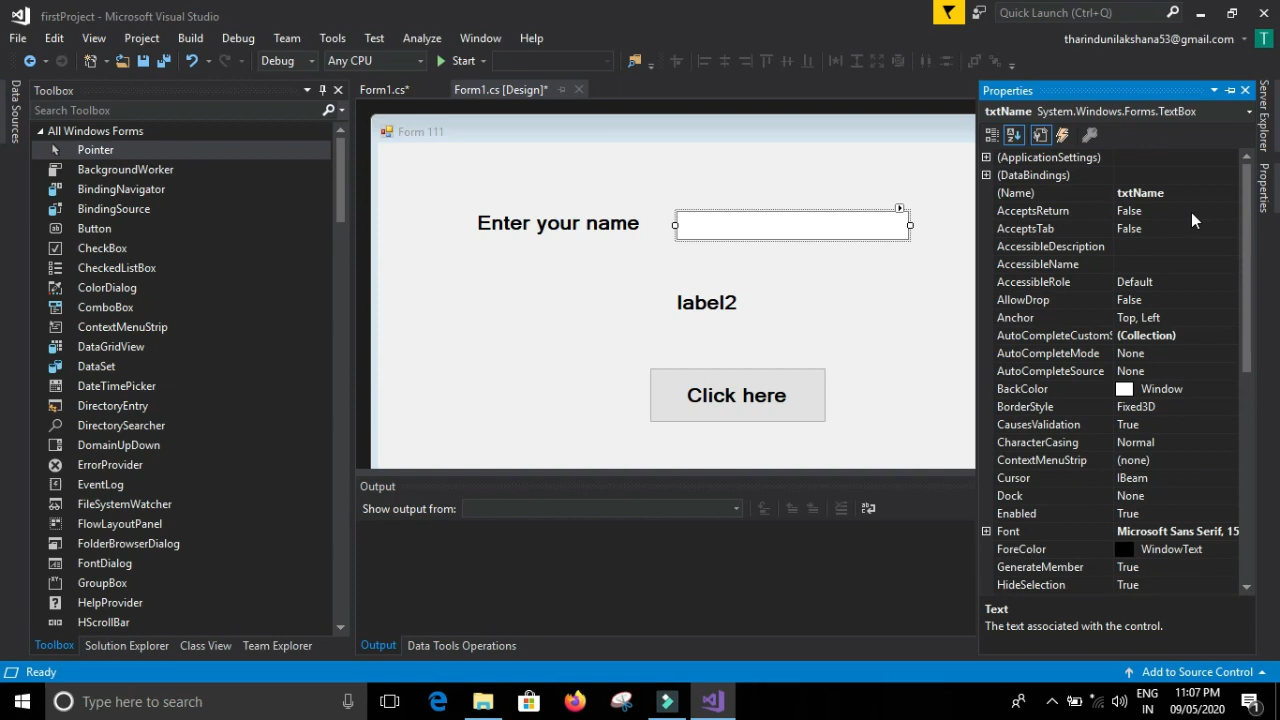 firstProject - Microsoft Visual Studio
Quick Launch (Ctrl+Q)
File Edit View Project Build Debug Team Tools Test Analyze Window Help
tharindunilakshana53@gmail.com T
Debug Any CPU Start
Data Sources
Toolbox
Search Toolbox
All Windows Forms
Pointer
BackgroundWorker
BindingNavigator
BindingSource
Button
CheckBox
CheckedListBox
ColorDialog
ComboBox
ContextMenuStrip
DataGridView
DataSet
DateTimePicker
DirectoryEntry
DirectorySearcher
DomainUpDown
ErrorProvider
EventLog
FileSystemWatcher
FlowLayoutPanel
FolderBrowserDialog
FontDialog
GroupBox
HelpProvider
HScrollBar
Toolbox Solution Explorer Class View Team Explorer
Form1.cs* Form1.cs [Design]*
Form 111
Enter your name
label2
Click here
Output
Show output from:
Output Data Tools Operations
Properties
txtName System.Windows.Forms.TextBox
(ApplicationSettings)
(DataBindings)
(Name) txtName
AcceptsReturn False
AcceptsTab False
AccessibleDescription
AccessibleName
AccessibleRole Default
AllowDrop False
Anchor Top, Left
AutoCompleteCustomS (Collection)
AutoCompleteMode None
AutoCompleteSource None
BackColor Window
BorderStyle Fixed3D
CausesValidation True
CharacterCasing Normal
ContextMenuStrip (none)
Cursor IBeam
Dock None
Enabled True
Font Microsoft Sans Serif, 15
ForeColor WindowText
GenerateMember True
HideSelection True
Text
The text associated with the control.
Server Explorer
Properties
Ready
Add to Source Control
Type here to search
ENG
IN
11:07 PM
09/05/2020
1